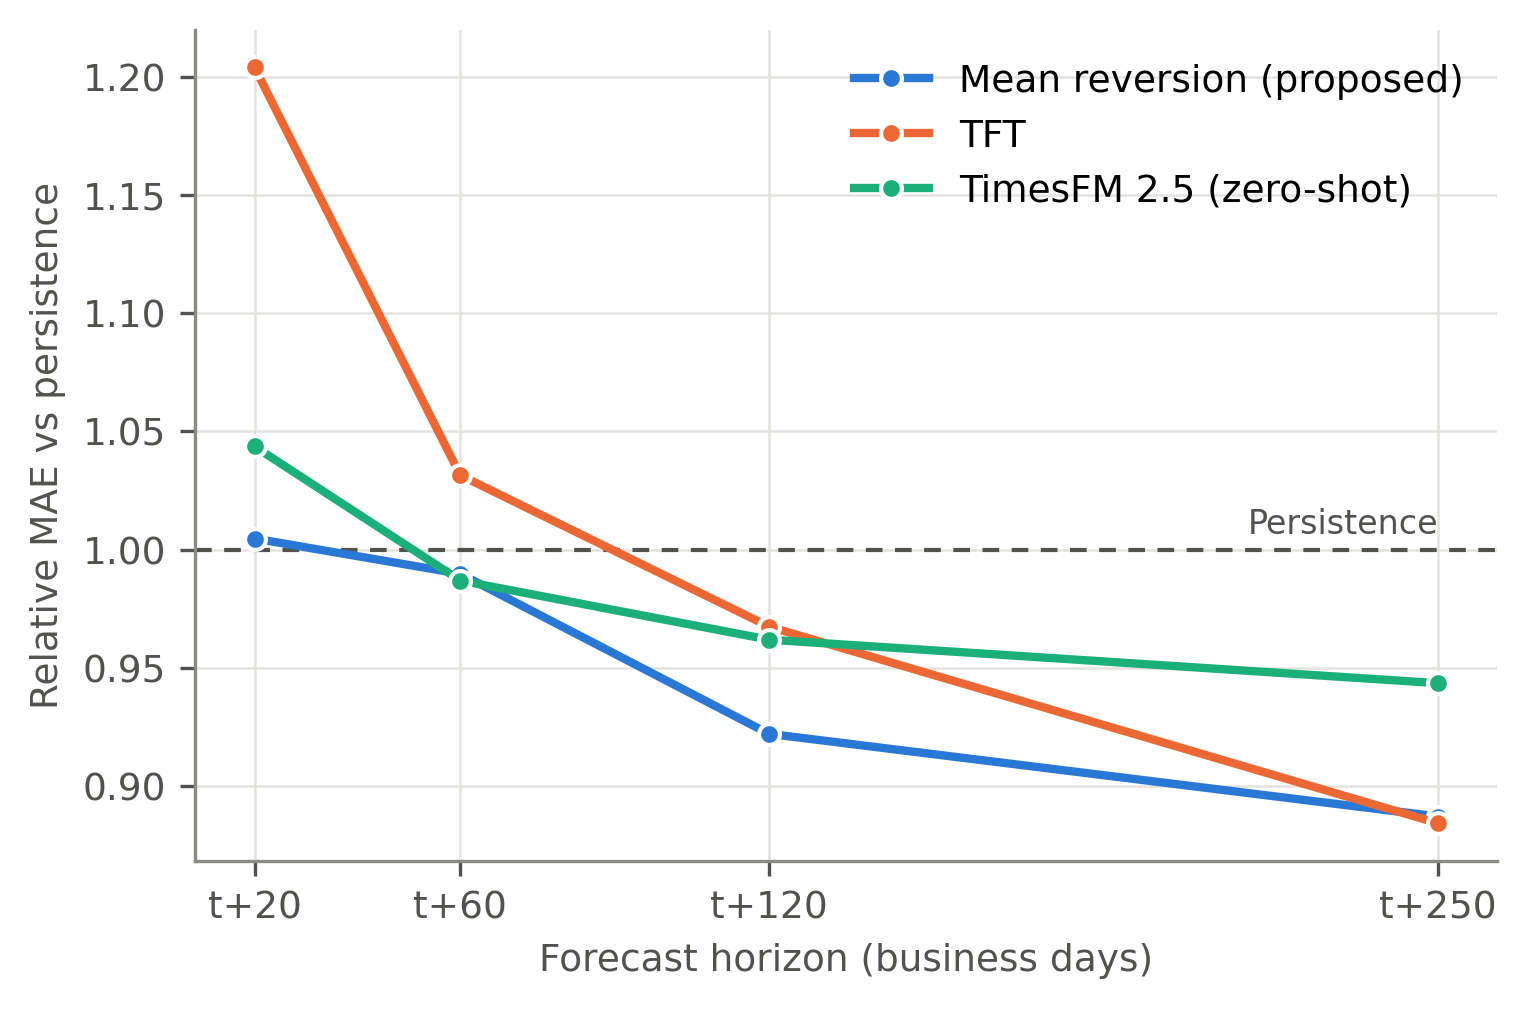 Mean reversion (proposed)
TFT
TimesFM 2.5 (zero-shot)
Relative MAE vs persistence
1.20
1.15
1.10
1.05
1.00
0.95
0.90
Persistence
t+20
t+60
t+120
t+250
Forecast horizon (business days)